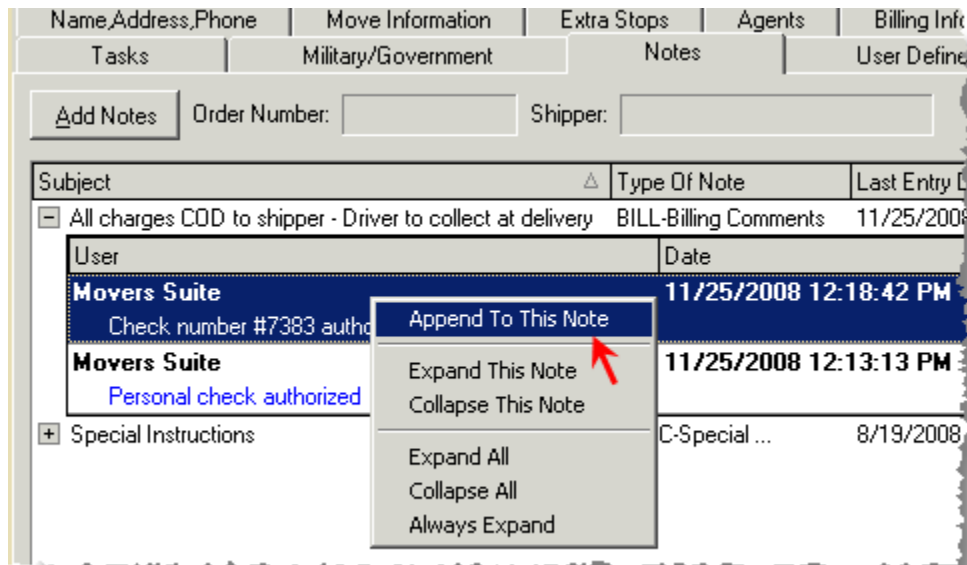 Name,Address,Phone Move Information Extra Stops Agents Billing
Tasks Military/Government Notes User Define
Add Notes Order Number: Shipper:
Subject Type Of Note Last Entry
All charges COD to shipper - Driver to collect at delivery BILL-Billing Comments 11/25/2008
User Date
Movers Suite 11/25/2008 12:18:42 PM
Check number #7383 autho
Append To This Note
Movers Suite 11/25/2008 12:13:13 PM
Expand This Note
Personal check authorized
Collapse This Note
Special Instructions C-Special ... 8/19/2008
Expand All
Collapse All
Always Expand